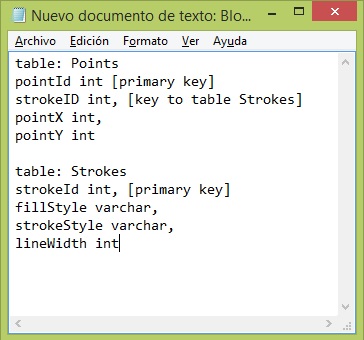 Nuevo documento de texto: Blo...
Archivo Edición Formato Ver Ayuda
table: Points
pointId int [primary key]
strokeID int, [key to table Strokes]
pointX int,
pointY int
table: Strokes
strokeId int, [primary key]
fillStyle varchar,
strokeStyle varchar,
lineWidth int